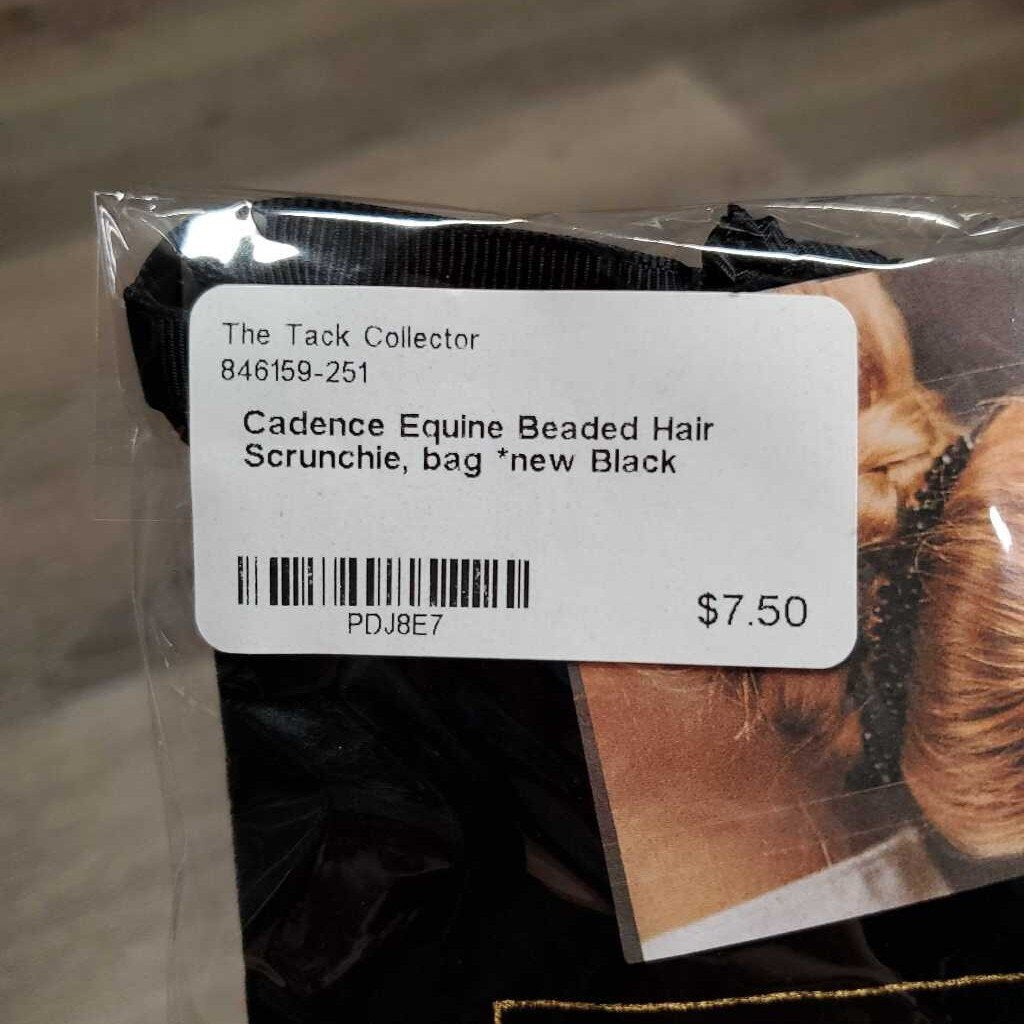 The Tack Collector
846159-251
Cadence Equine Beaded Hair
Scrunchie, bag *new Black
PDJ8E7
$7.50